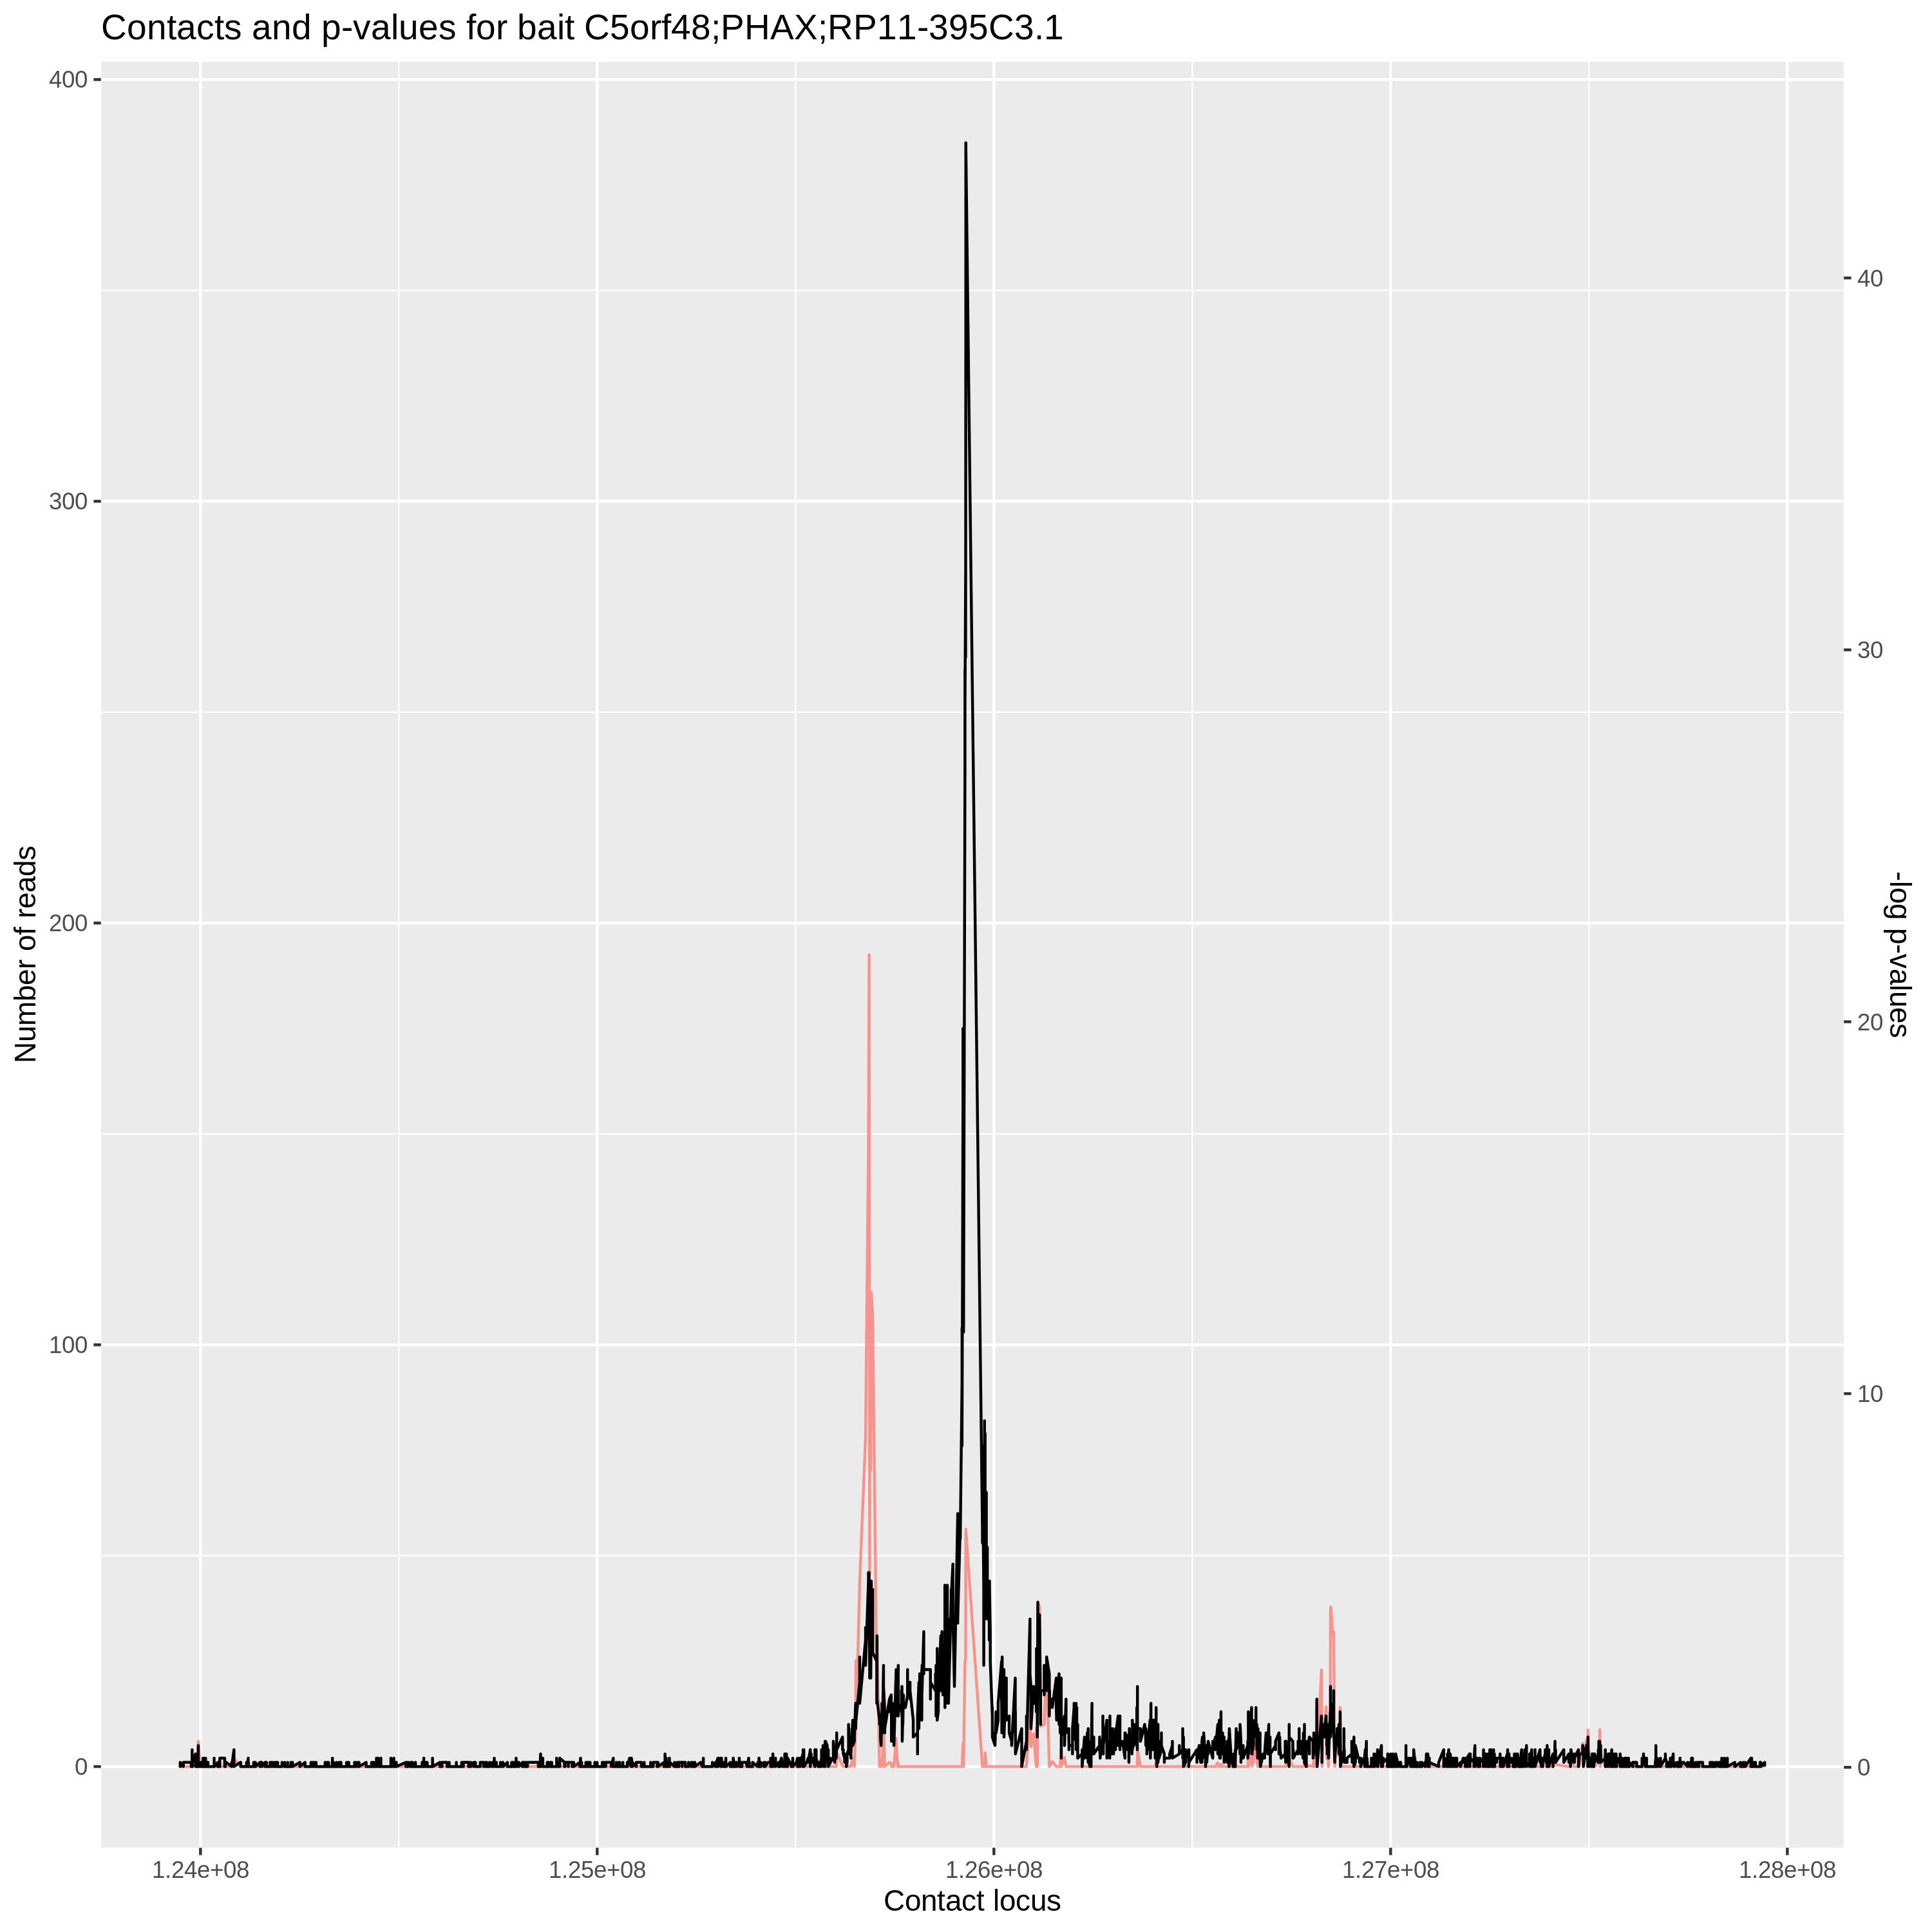 Contacts and p-values for bait C5orf48;PHAX;RP11-395C3.1
400
300
200
100
0
Number of reads
40
30
20
10
0
-log p-values
1.24e+08
1.25e+08
1.26e+08
1.27e+08
1.28e+08
Contact locus